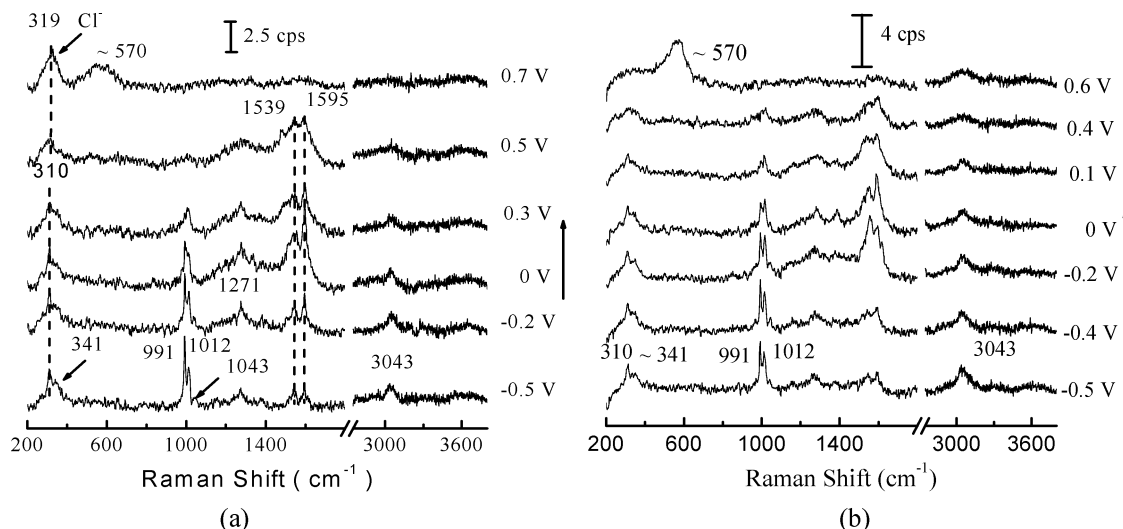 319
Cl-
~ 570
2.5 cps
0.7 V
1539
1595
0.5 V
310
0.3 V
0 V
1271
-0.2 V
341
991
1012
1043
3043
-0.5 V
200 600 1000 1400 3000 3600
Raman Shift ( cm-1 )
(a)
4 cps
~ 570
0.6 V
0.4 V
0.1 V
0 V
-0.2 V
-0.4 V
310 ~ 341
991
1012
3043
-0.5 V
200 600 1000 1400 3000 3600
Raman Shift (cm-1)
(b)